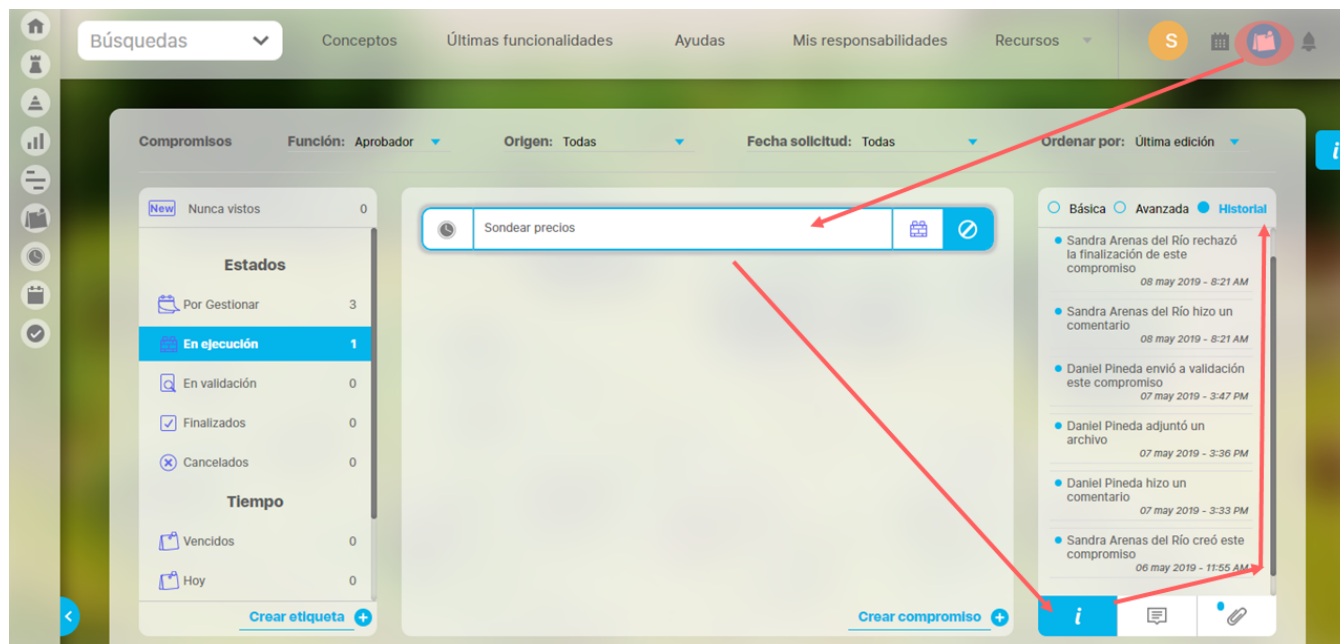 Búsquedas
Conceptos
Últimas funcionalidades
Ayudas
Mis responsabilidades
Recursos
S
Compromisos
Función: Aprobador
Origen: Todas
Fecha solicitud: Todas
Ordenar por: Última edición
i
New Nunca vistos 0
Estados
Por Gestionar 3
En ejecución 1
En validación 0
Finalizados 0
Cancelados 0
Tiempo
Vencidos 0
Hoy 0
Crear etiqueta
Sondear precios
Crear compromiso
Básica
Avanzada
Historial
Sandra Arenas del Río rechazó
la finalización de este
compromiso
08 may 2019 - 8:21 AM
Sandra Arenas del Río hizo un
comentario
08 may 2019 - 8:21 AM
Daniel Pineda envió a validación
este compromiso
07 may 2019 - 3:47 PM
Daniel Pineda adjuntó un
archivo
07 may 2019 - 3:36 PM
Daniel Pineda hizo un
comentario
07 may 2019 - 3:33 PM
Sandra Arenas del Río creó este
compromiso
06 may 2019 - 11:55 AM
i